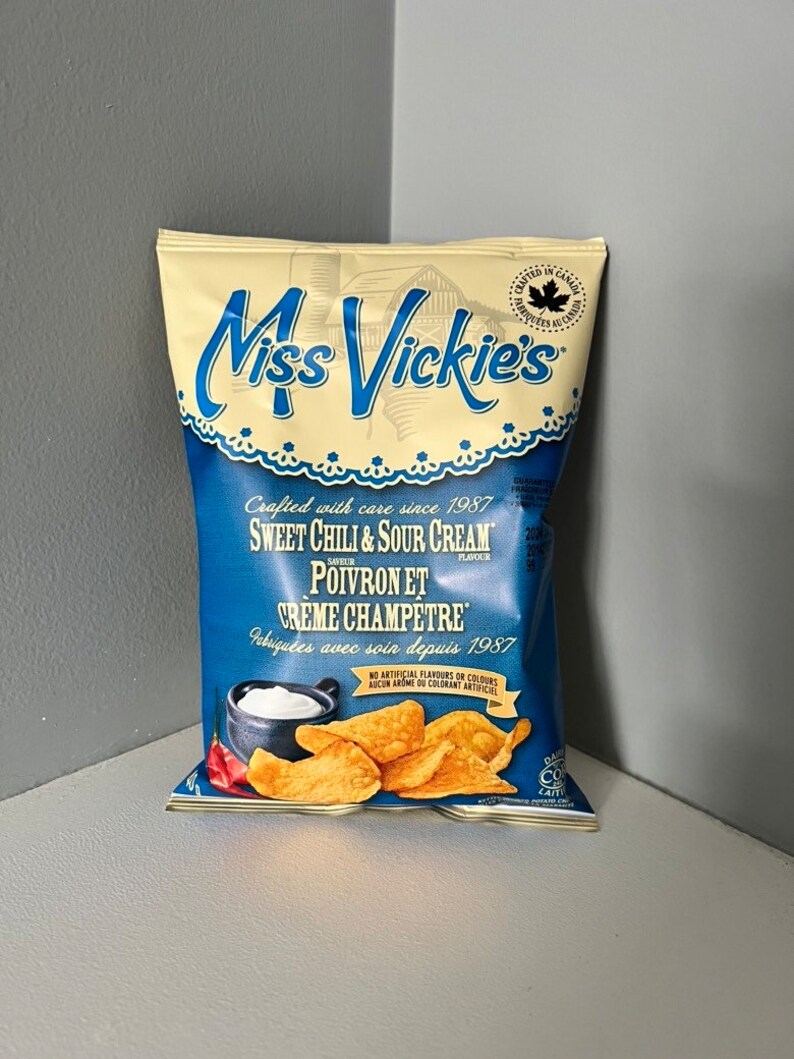 CRAFTED IN CANADA
FABRIQUÉES AU CANADA
Miss Vickie's*
Crafted with care since 1987
SWEET CHILI & SOUR CREAM*
FLAVOUR
SAVEUR
POIVRON ET
CRÈME CHAMPÊTRE*
Fabriquées avec soin depuis 1987
NO ARTIFICIAL FLAVOURS OR COLOURS
AUCUN ARÔME OU COLORANT ARTIFICIEL